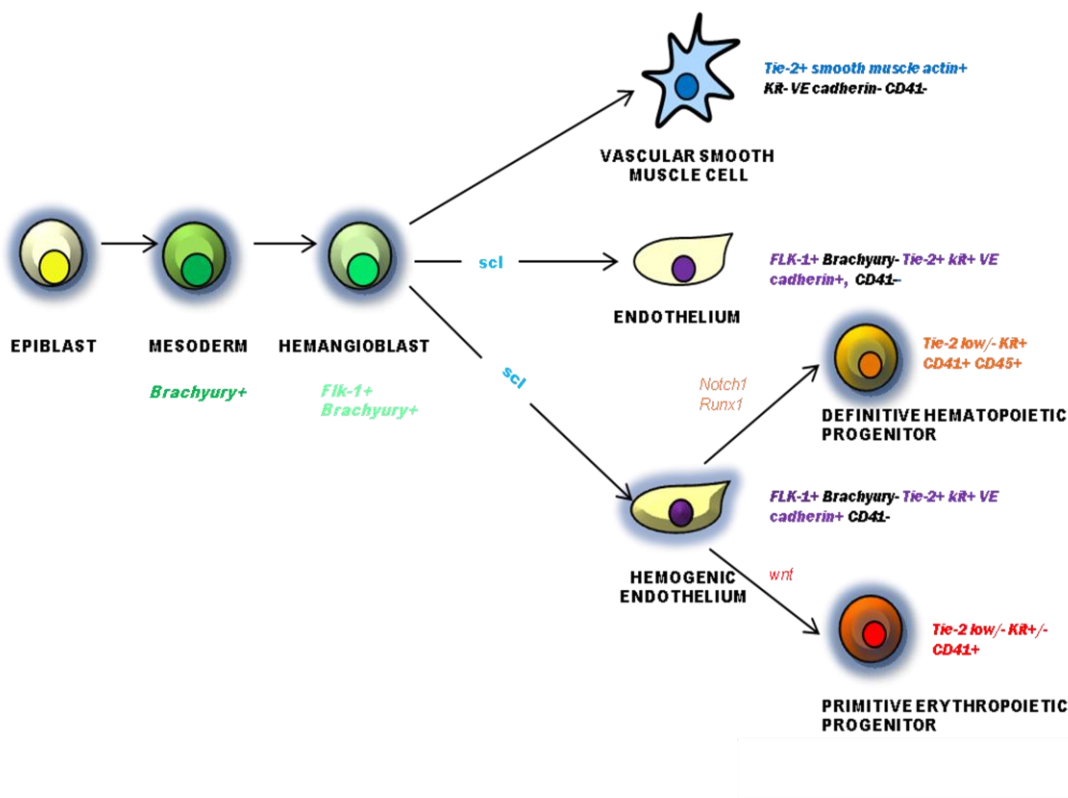 Tie-2+ smooth muscle actin+
Kit- VE cadherin- CD41-
VASCULAR SMOOTH
MUSCLE CELL
scl
FLK-1+ Brachyury- Tie-2+ kit+ VE
cadherin+, CD41--
ENDOTHELIUM
EPIBLAST
MESODERM
HEMANGIOBLAST
Brachyury+
Flk-1+
Brachyury+
scl
Notch1
Runx1
Tie-2 low/- Kit+
CD41+ CD45+
DEFINITIVE HEMATOPOIETIC
PROGENITOR
FLK-1+ Brachyury- Tie-2+ kit+ VE
cadherin+ CD41-
HEMOGENIC
ENDOTHELIUM
wnt
Tie-2 low/- Kit+/-
CD41+
PRIMITIVE ERYTHROPOIETIC
PROGENITOR